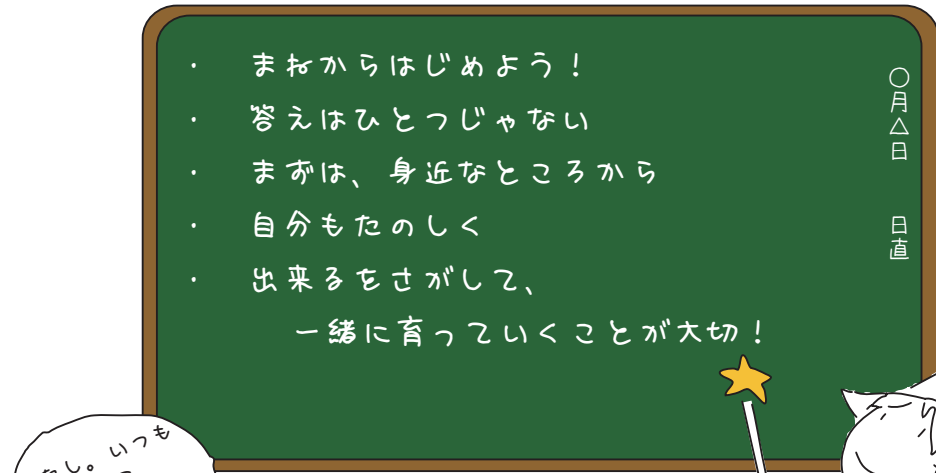 ・ まねからはじめよう！
・ 答えはひとつじゃない
・ まずは、身近なところから
・ 自分もたのしく
・ 出来るをさがして、
一緒に育っていくことが大切！
〇月△日 日直
し。いつも